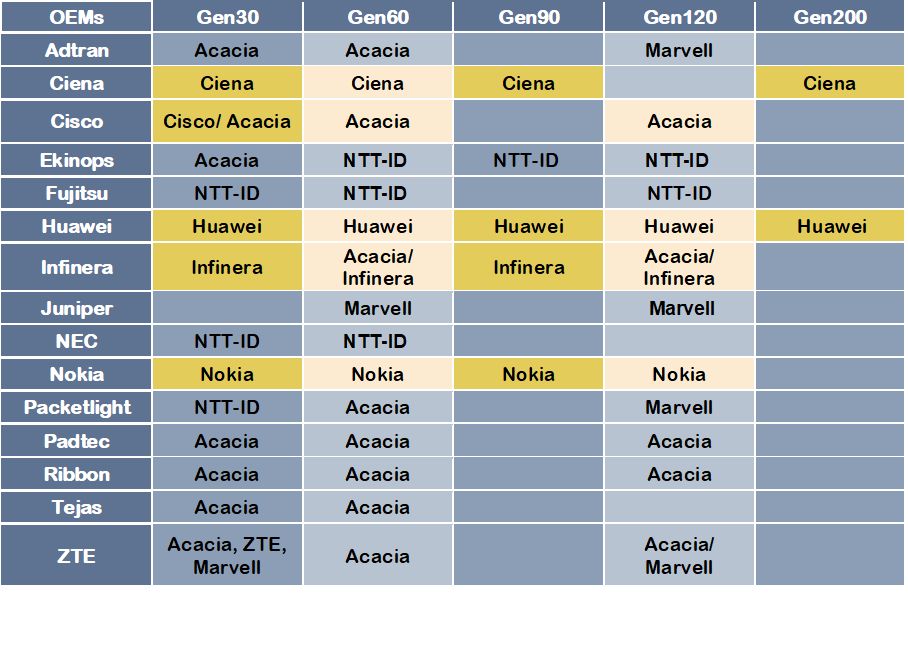 OEMs Gen30 Gen60 Gen90 Gen120 Gen200
Adtran Acacia Acacia Marvell
Ciena Ciena Ciena Ciena Ciena
Cisco Cisco/ Acacia Acacia Acacia
Ekinops Acacia NTT-ID NTT-ID NTT-ID
Fujitsu NTT-ID NTT-ID NTT-ID
Huawei Huawei Huawei Huawei Huawei Huawei
Infinera Infinera Acacia/ Infinera Infinera Acacia/ Infinera
Juniper Marvell Marvell
NEC NTT-ID NTT-ID
Nokia Nokia Nokia Nokia Nokia
Packetlight NTT-ID Acacia Marvell
Padtec Acacia Acacia Acacia
Ribbon Acacia Acacia Acacia
Tejas Acacia Acacia
ZTE Acacia, ZTE, Marvell Acacia Acacia/ Marvell